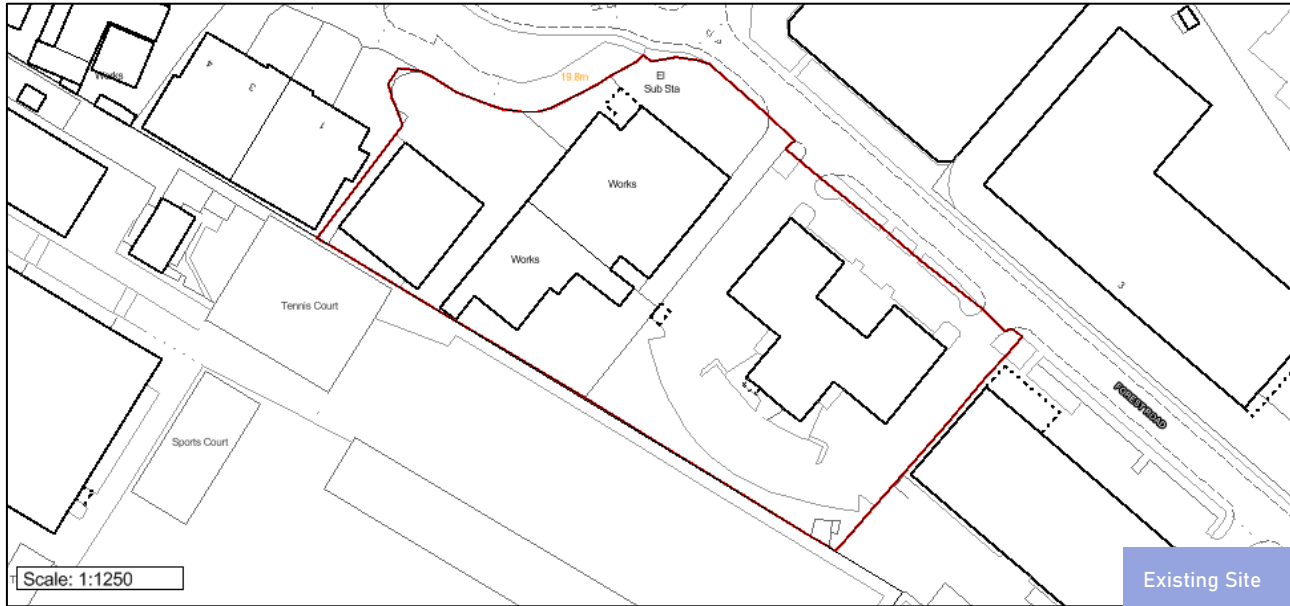 Works
4
3
1
19.8m
El
Sub Sta
Works
Works
3
Tennis Court
FOREST ROAD
Sports Court
T
Scale: 1:1250
Existing Site